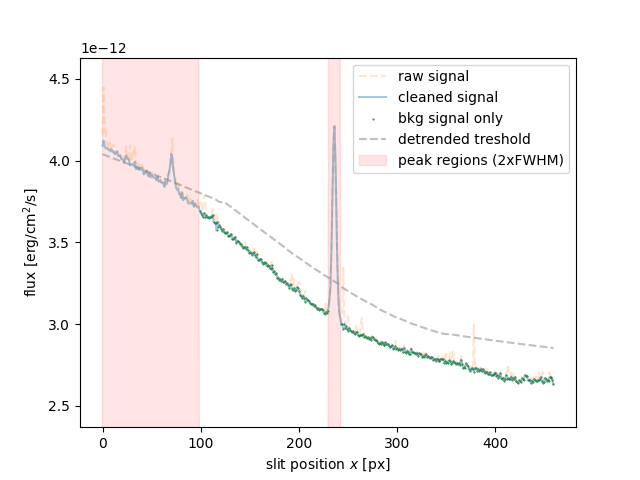 1e−12
4.5
4.0
3.5
3.0
2.5
flux [erg/cm²/s]
raw signal
cleaned signal
bkg signal only
detrended treshold
peak regions (2xFWHM)
0 100 200 300 400
slit position x [px]